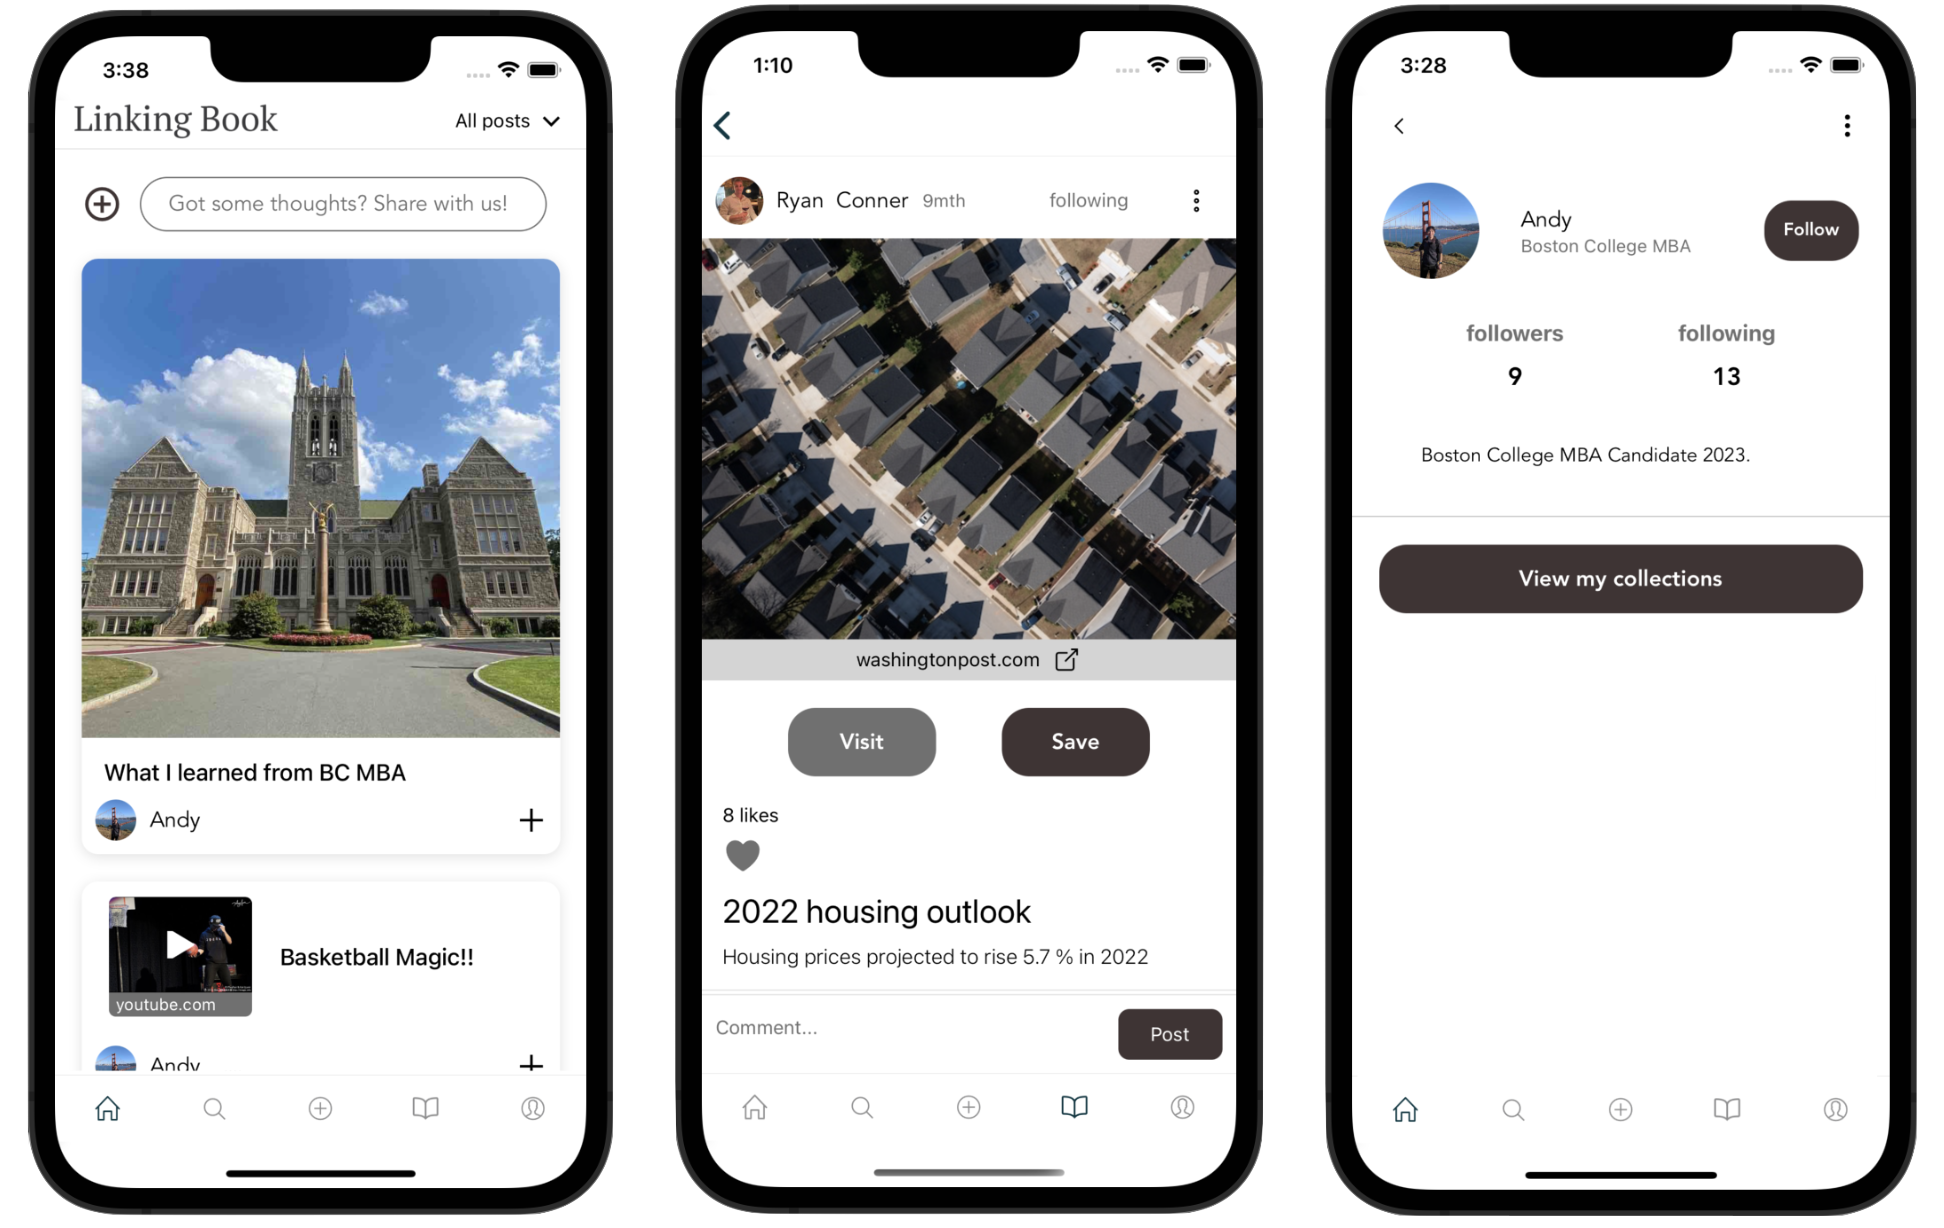 3:38
Linking Book
All posts
Got some thoughts? Share with us!
What I learned from BC MBA
Andy
youtube.com
Basketball Magic!!
Andy
1:10
Ryan Conner 9mth following
washingtonpost.com
Visit Save
8 likes
2022 housing outlook
Housing prices projected to rise 5.7 % in 2022
Comment...
Post
3:28
Andy
Boston College MBA
Follow
followers following
9 13
Boston College MBA Candidate 2023.
View my collections